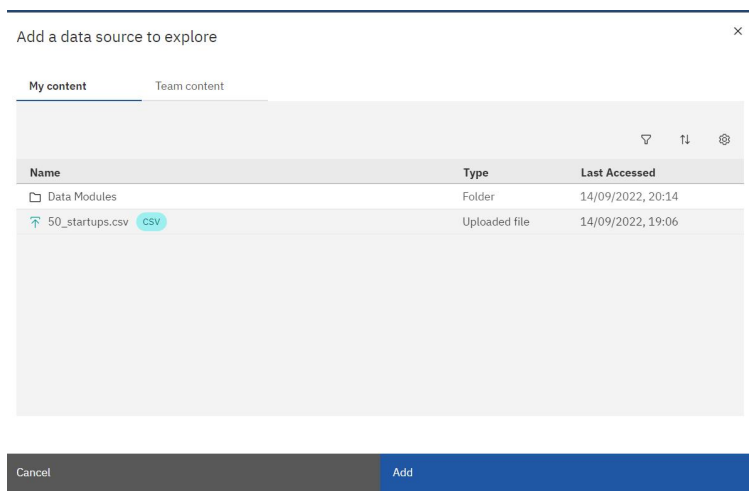 Add a data source to explore
My content Team content
Name Type Last Accessed
Data Modules Folder 14/09/2022, 20:14
50_startups.csv CSV Uploaded file 14/09/2022, 19:06
Cancel Add